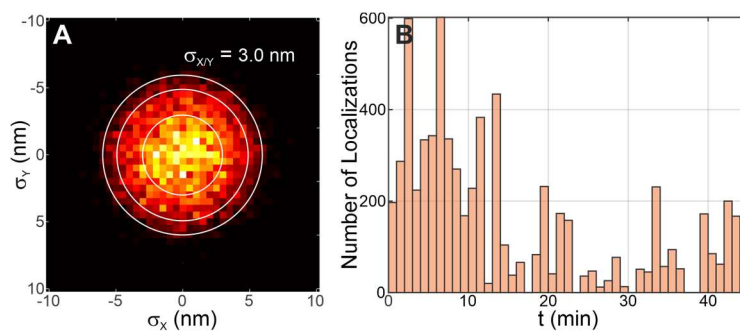 A
σX/Y = 3.0 nm
-10
-5
0
5
10
σY (nm)
-10
-5
0
5
10
σX (nm)
B
600
400
200
0
Number of Localizations
0
10
20
30
40
t (min)